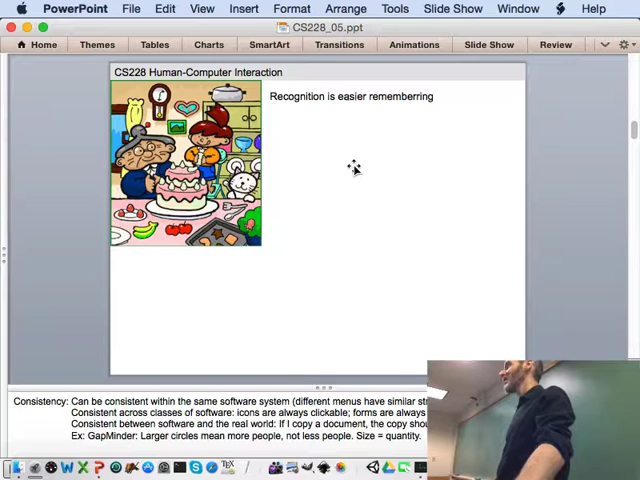 PowerPoint File Edit View Insert Format Arrange Tools Slide Show Window Help
CS228_05.ppt
Home Themes Tables Charts SmartArt Transitions Animations Slide Show Review
CS228 Human-Computer Interaction
Recognition is easier rememberring
Consistency: Can be consistent within the same software system (different menus have similar str
Consistent across classes of software: icons are always clickable; forms are always
Consistent between software and the real world: If I copy a document, the copy shou
Ex: GapMinder: Larger circles mean more people, not less people. Size = quantity.